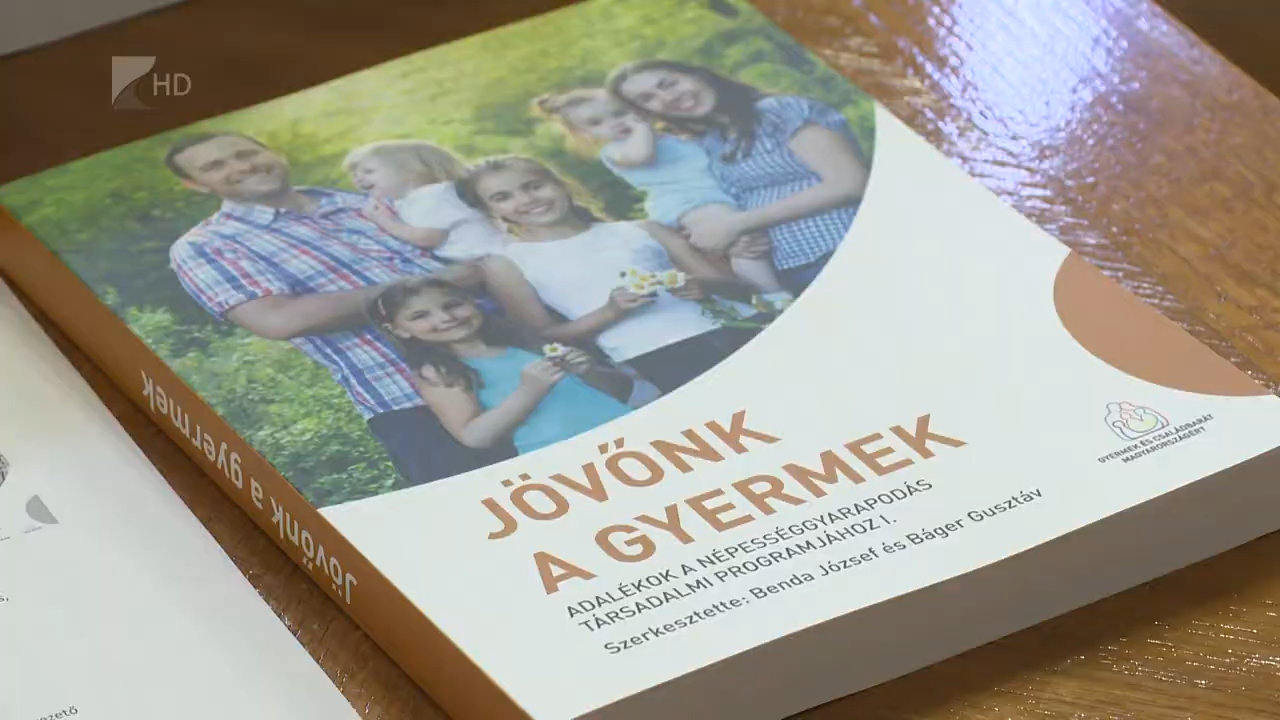 HD
JÖVŐNK
A GYERMEK
ADALÉKOK A NÉPESSÉGGYARAPODÁS
TÁRSADALMI PROGRAMJÁHOZ I.
Szerkesztette: Benda József és Báger Gusztáv
GYERMEK ÉS CSALÁDBARÁT
MAGYARORSZÁGÉRT
Jövőnk a gyermek